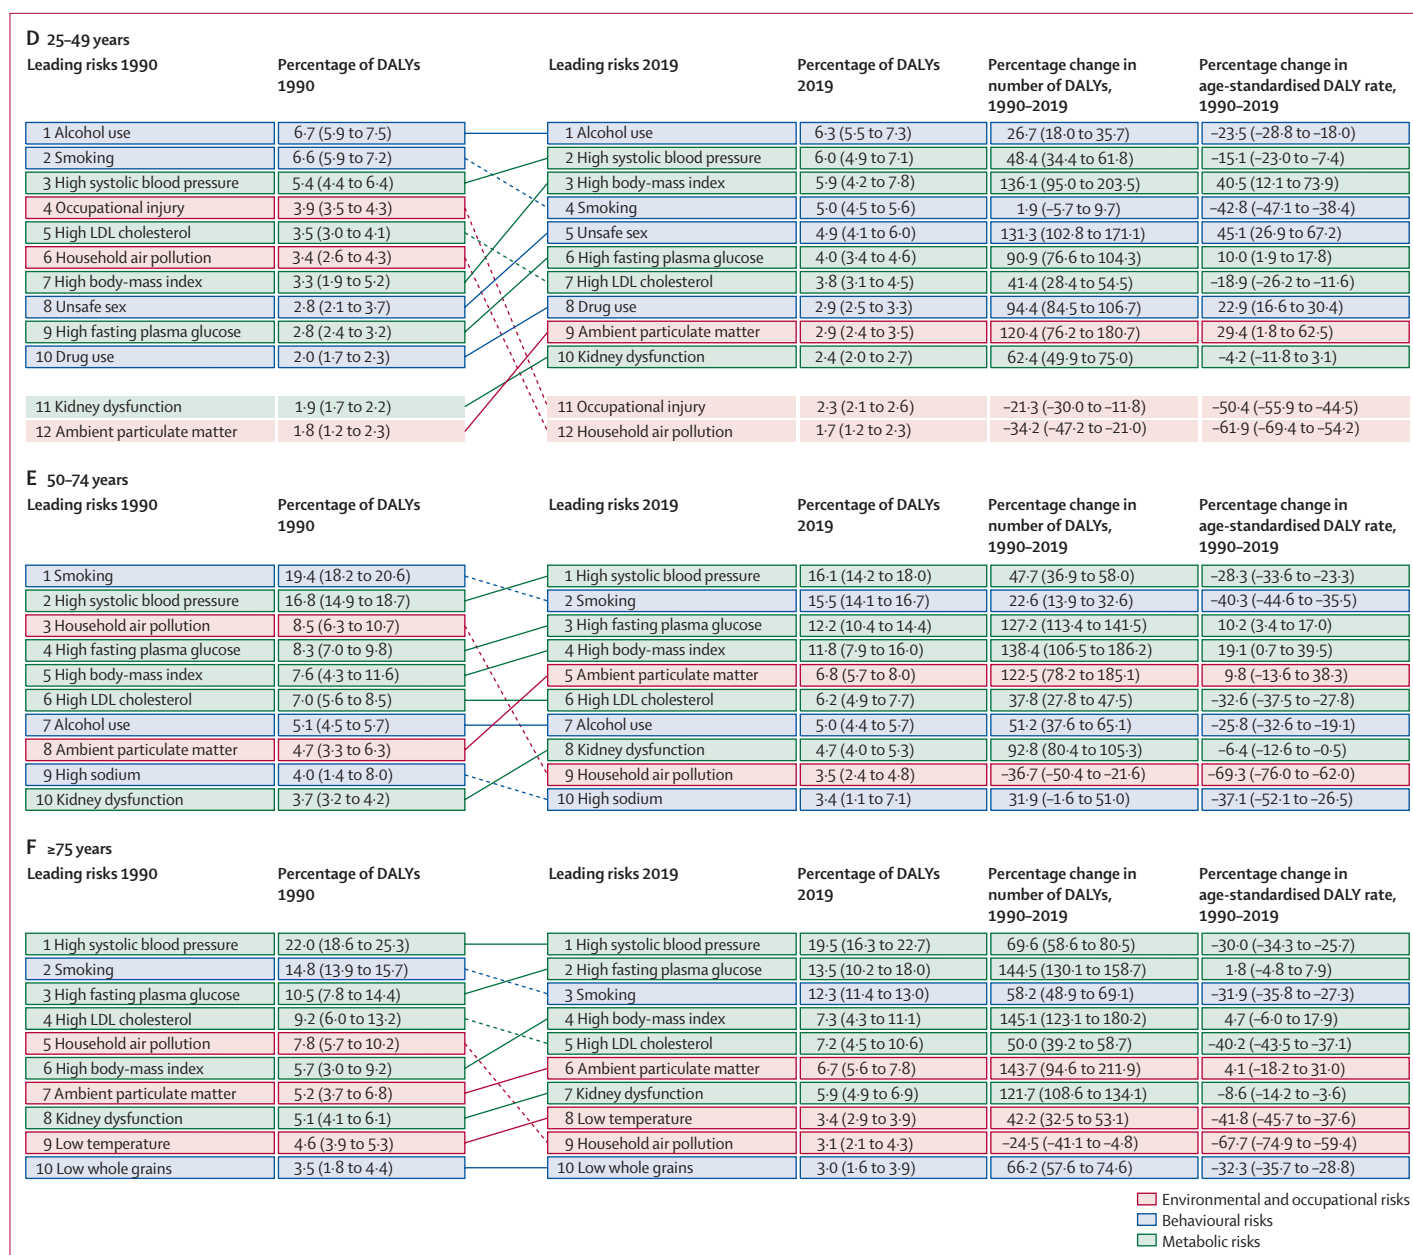 D 25–49 years
Leading risks 1990 Percentage of DALYs 1990 Leading risks 2019 Percentage of DALYs 2019 Percentage change in number of DALYs, 1990–2019 Percentage change in age-standardised DALY rate, 1990–2019
1 Alcohol use 6·7 (5·9 to 7·5) 1 Alcohol use 6·3 (5·5 to 7·3) 26·7 (18·0 to 35·7) –23·5 (–28·8 to –18·0)
2 Smoking 6·6 (5·9 to 7·2) 2 High systolic blood pressure 6·0 (4·9 to 7·1) 48·4 (34·4 to 61·8) –15·1 (–23·0 to –7·4)
3 High systolic blood pressure 5·4 (4·4 to 6·4) 3 High body-mass index 5·9 (4·2 to 7·8) 136·1 (95·0 to 203·5) 40·5 (12·1 to 73·9)
4 Occupational injury 3·9 (3·5 to 4·3) 4 Smoking 5·0 (4·5 to 5·6) 1·9 (–5·7 to 9·7) –42·8 (–47·1 to –38·4)
5 High LDL cholesterol 3·5 (3·0 to 4·1) 5 Unsafe sex 4·9 (4·1 to 6·0) 131·3 (102·8 to 171·1) 45·1 (26·9 to 67·2)
6 Household air pollution 3·4 (2·6 to 4·3) 6 High fasting plasma glucose 4·0 (3·4 to 4·6) 90·9 (76·6 to 104·3) 10·0 (1·9 to 17·8)
7 High body-mass index 3·3 (1·9 to 5·2) 7 High LDL cholesterol 3·8 (3·1 to 4·5) 41·4 (28·4 to 54·5) –18·9 (–26·2 to –11·6)
8 Unsafe sex 2·8 (2·1 to 3·7) 8 Drug use 2·9 (2·5 to 3·3) 94·4 (84·5 to 106·7) 22·9 (16·6 to 30·4)
9 High fasting plasma glucose 2·8 (2·4 to 3·2) 9 Ambient particulate matter 2·9 (2·4 to 3·5) 120·4 (76·2 to 180·7) 29·4 (1·8 to 62·5)
10 Drug use 2·0 (1·7 to 2·3) 10 Kidney dysfunction 2·4 (2·0 to 2·7) 62·4 (49·9 to 75·0) –4·2 (–11·8 to 3·1)
11 Kidney dysfunction 1·9 (1·7 to 2·2) 11 Occupational injury 2·3 (2·1 to 2·6) –21·3 (–30·0 to –11·8) –50·4 (–55·9 to –44·5)
12 Ambient particulate matter 1·8 (1·2 to 2·3) 12 Household air pollution 1·7 (1·2 to 2·3) –34·2 (–47·2 to –21·0) –61·9 (–69·4 to –54·2)
E 50–74 years
Leading risks 1990 Percentage of DALYs 1990 Leading risks 2019 Percentage of DALYs 2019 Percentage change in number of DALYs, 1990–2019 Percentage change in age-standardised DALY rate, 1990–2019
1 Smoking 19·4 (18·2 to 20·6) 1 High systolic blood pressure 16·1 (14·2 to 18·0) 47·7 (36·9 to 58·0) –28·3 (–33·6 to –23·3)
2 High systolic blood pressure 16·8 (14·9 to 18·7) 2 Smoking 15·5 (14·1 to 16·7) 22·6 (13·9 to 32·6) –40·3 (–44·6 to –35·5)
3 Household air pollution 8·5 (6·3 to 10·7) 3 High fasting plasma glucose 12·2 (10·4 to 14·4) 127·2 (113·4 to 141·5) 10·2 (3·4 to 17·0)
4 High fasting plasma glucose 8·3 (7·0 to 9·8) 4 High body-mass index 11·8 (7·9 to 16·0) 138·4 (106·5 to 186·2) 19·1 (0·7 to 39·5)
5 High body-mass index 7·6 (4·3 to 11·6) 5 Ambient particulate matter 6·8 (5·7 to 8·0) 122·5 (78·2 to 185·1) 9·8 (–13·6 to 38·3)
6 High LDL cholesterol 7·0 (5·6 to 8·5) 6 High LDL cholesterol 6·2 (4·9 to 7·7) 37·8 (27·8 to 47·5) –32·6 (–37·5 to –27·8)
7 Alcohol use 5·1 (4·5 to 5·7) 7 Alcohol use 5·0 (4·4 to 5·7) 51·2 (37·6 to 65·1) –25·8 (–32·6 to –19·1)
8 Ambient particulate matter 4·7 (3·3 to 6·3) 8 Kidney dysfunction 4·7 (4·0 to 5·3) 92·8 (80·4 to 105·3) –6·4 (–12·6 to –0·5)
9 High sodium 4·0 (1·4 to 8·0) 9 Household air pollution 3·5 (2·4 to 4·8) –36·7 (–50·4 to –21·6) –69·3 (–76·0 to –62·0)
10 Kidney dysfunction 3·7 (3·2 to 4·2) 10 High sodium 3·4 (1·1 to 7·1) 31·9 (–1·6 to 51·0) –37·1 (–52·1 to –26·5)
F ≥75 years
Leading risks 1990 Percentage of DALYs 1990 Leading risks 2019 Percentage of DALYs 2019 Percentage change in number of DALYs, 1990–2019 Percentage change in age-standardised DALY rate, 1990–2019
1 High systolic blood pressure 22·0 (18·6 to 25·3) 1 High systolic blood pressure 19·5 (16·3 to 22·7) 69·6 (58·6 to 80·5) –30·0 (–34·3 to –25·7)
2 Smoking 14·8 (13·9 to 15·7) 2 High fasting plasma glucose 13·5 (10·2 to 18·0) 144·5 (130·1 to 158·7) 1·8 (–4·8 to 7·9)
3 High fasting plasma glucose 10·5 (7·8 to 14·4) 3 Smoking 12·3 (11·4 to 13·0) 58·2 (48·9 to 69·1) –31·9 (–35·8 to –27·3)
4 High LDL cholesterol 9·2 (6·0 to 13·2) 4 High body-mass index 7·3 (4·3 to 11·1) 145·1 (123·1 to 180·2) 4·7 (–6·0 to 17·9)
5 Household air pollution 7·8 (5·7 to 10·2) 5 High LDL cholesterol 7·2 (4·5 to 10·6) 50·0 (39·2 to 58·7) –40·2 (–43·5 to –37·1)
6 High body-mass index 5·7 (3·0 to 9·2) 6 Ambient particulate matter 6·7 (5·6 to 7·8) 143·7 (94·6 to 211·9) 4·1 (–18·2 to 31·0)
7 Ambient particulate matter 5·2 (3·7 to 6·8) 7 Kidney dysfunction 5·9 (4·9 to 6·9) 121·7 (108·6 to 134·1) –8·6 (–14·2 to –3·6)
8 Kidney dysfunction 5·1 (4·1 to 6·1) 8 Low temperature 3·4 (2·9 to 3·9) 42·2 (32·5 to 53·1) –41·8 (–45·7 to –37·6)
9 Low temperature 4·6 (3·9 to 5·3) 9 Household air pollution 3·1 (2·1 to 4·3) –24·5 (–41·1 to –4·8) –67·7 (–74·9 to –59·4)
10 Low whole grains 3·5 (1·8 to 4·4) 10 Low whole grains 3·0 (1·6 to 3·9) 66·2 (57·6 to 74·6) –32·3 (–35·7 to –28·8)
Environmental and occupational risks
Behavioural risks
Metabolic risks